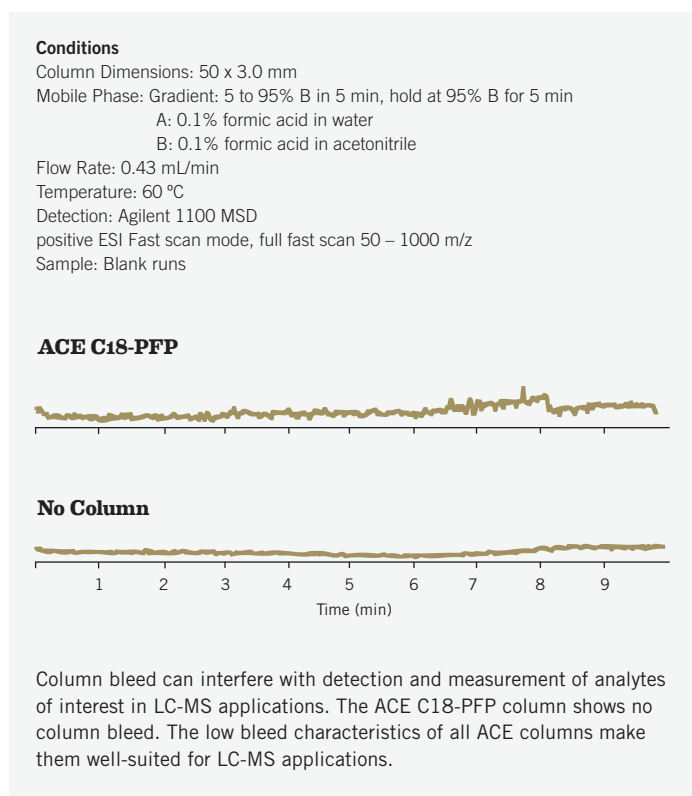 Conditions
Column Dimensions: 50 x 3.0 mm
Mobile Phase: Gradient: 5 to 95% B in 5 min, hold at 95% B for 5 min
A: 0.1% formic acid in water
B: 0.1% formic acid in acetonitrile
Flow Rate: 0.43 mL/min
Temperature: 60 ºC
Detection: Agilent 1100 MSD
positive ESI Fast scan mode, full fast scan 50 – 1000 m/z
Sample: Blank runs
ACE C18-PFP
No Column
1 2 3 4 5 6 7 8 9
Time (min)
Column bleed can interfere with detection and measurement of analytes
of interest in LC-MS applications. The ACE C18-PFP column shows no
column bleed. The low bleed characteristics of all ACE columns make
them well-suited for LC-MS applications.